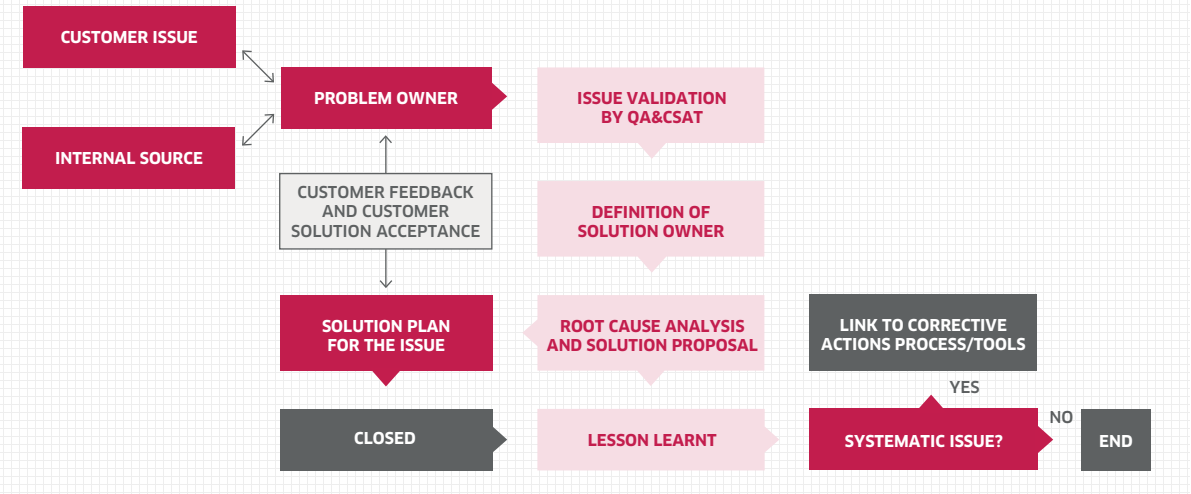 CUSTOMER ISSUE
PROBLEM OWNER
INTERNAL SOURCE
ISSUE VALIDATION
BY QA&CSAT
CUSTOMER FEEDBACK
AND CUSTOMER
SOLUTION ACCEPTANCE
DEFINITION OF
SOLUTION OWNER
SOLUTION PLAN
FOR THE ISSUE
ROOT CAUSE ANALYSIS
AND SOLUTION PROPOSAL
LINK TO CORRECTIVE
ACTIONS PROCESS/TOOLS
YES
CLOSED
LESSON LEARNT
SYSTEMATIC ISSUE?
NO
END